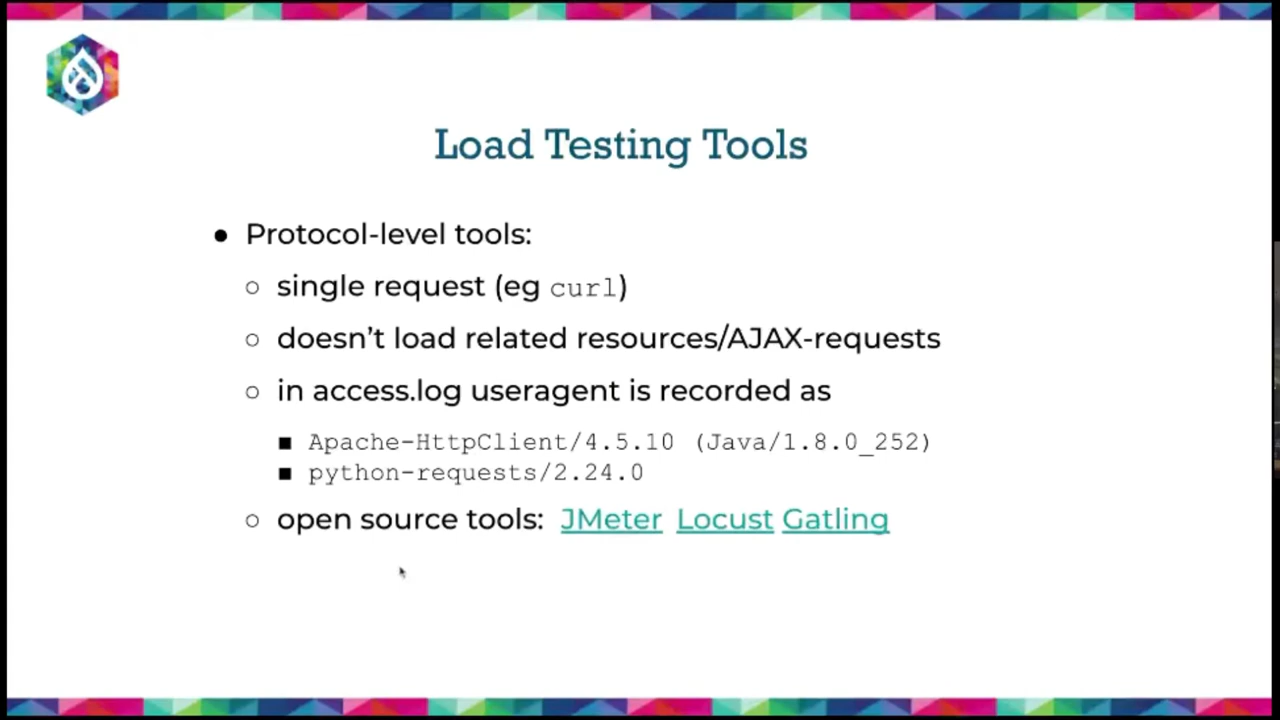 Load Testing Tools
● Protocol-level tools:
○ single request (eg curl)
○ doesn’t load related resources/AJAX-requests
○ in access.log useragent is recorded as
■ Apache-HttpClient/4.5.10 (Java/1.8.0_252)
■ python-requests/2.24.0
○ open source tools: JMeter Locust Gatling